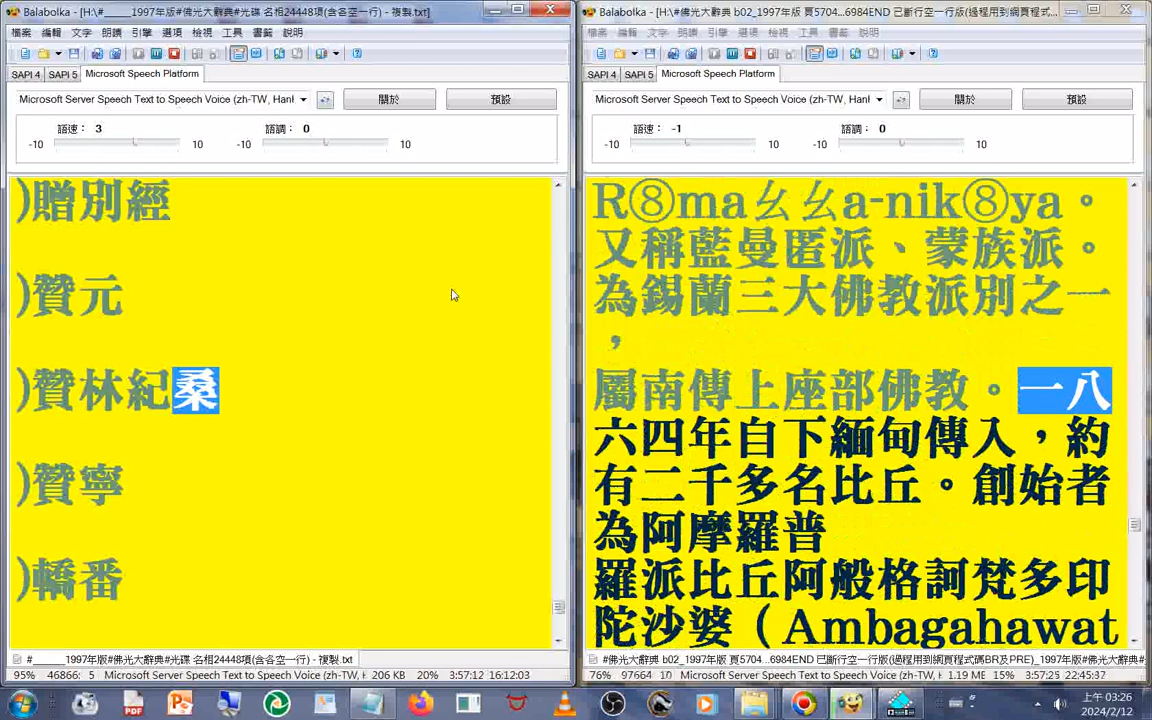 Balabolka - [H:\#_____1997年版#佛光大辭典#光碟 名相24448項(含各空一行) - 複製.txt]
檔案 編輯 文字 朗讀 引擎 選項 檢視 工具 書籤 說明
SAPI 4 SAPI 5 Microsoft Speech Platform
Microsoft Server Speech Text to Speech Voice (zh-TW, HanH 關於 預設
語速： 3 語調： 0
-10 10 -10 10
)贈別經
)贊元
)贊林紀桑
)贊寧
)轎番
#_____1997年版#佛光大辭典#光碟 名相24448項(含各空一行) - 複製.txt
95% 46866: 5 Microsoft Server Speech Text to Speech Voice (zh-TW, H 206 KB 20% 3:57:12 16:12:03
Balabolka - [H:\#佛光大辭典 b02_1997年版 頁5704...6984END 已斷行空一行版(過程用到網頁程式...
檔案 編輯 文字 朗讀 引擎 選項 檢視 工具 書籤 說明
SAPI 4 SAPI 5 Microsoft Speech Platform
Microsoft Server Speech Text to Speech Voice (zh-TW, HanH 關於 預設
語速： -1 語調： 0
-10 10 -10 10
R⑧maㄠㄠa-nik⑧ya。
又稱藍曼匿派、蒙族派。
為錫蘭三大佛教派別之一
，
屬南傳上座部佛教。一八
六四年自下緬甸傳入，約
有二千多名比丘。創始者
為阿摩羅普
羅派比丘阿般格訶梵多印
陀沙婆（Ambagahawat
#佛光大辭典 b02_1997年版 頁5704...6984END 已斷行空一行版(過程用到網頁程式碼BR及PRE)_1997年版#佛光大辭典#
76% 97664 : 10 Microsoft Server Speech Text to Speech Voice (zh-TW, H 1.19 ME 15% 3:57:25 22:45:37
上午 03:26
2024/2/12